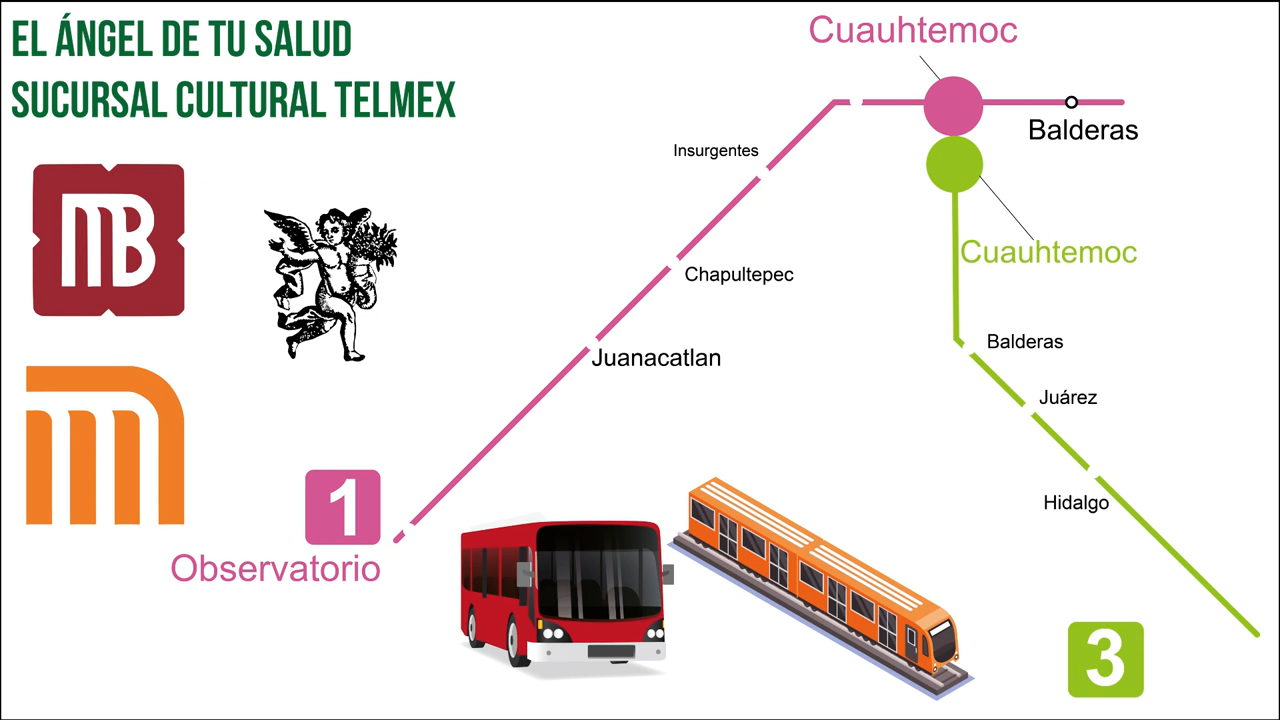 EL ÁNGEL DE TU SALUD
SUCURSAL CULTURAL TELMEX
MB
Cuauhtemoc
Balderas
Insurgentes
Cuauhtemoc
Chapultepec
Balderas
Juanacatlan
Juárez
1
Hidalgo
Observatorio
3